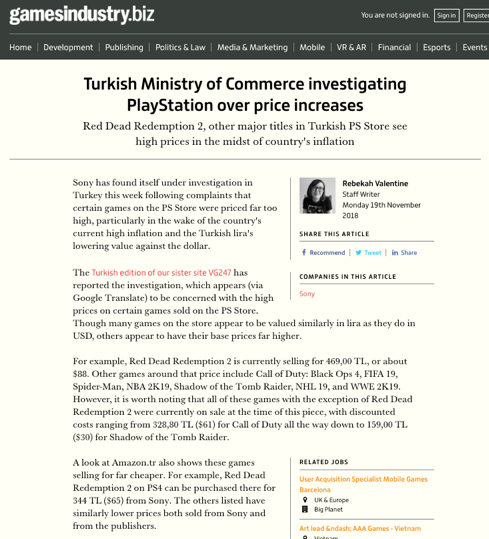 gamesindustry.biz
You are not signed in. Sign in Register
Home Development Publishing Politics & Law Media & Marketing Mobile VR & AR Financial Esports Events
Turkish Ministry of Commerce investigating
PlayStation over price increases
Red Dead Redemption 2, other major titles in Turkish PS Store see
high prices in the midst of country's inflation
Sony has found itself under investigation in
Turkey this week following complaints that
certain games on the PS Store were priced far too
high, particularly in the wake of the country's
current high inflation and the Turkish lira's
lowering value against the dollar.
Rebekah Valentine
Staff Writer
Monday 19th November
2018
SHARE THIS ARTICLE
Recommend Tweet Share
COMPANIES IN THIS ARTICLE
Sony
The Turkish edition of our sister site VG247 has
reported the investigation, which appears (via
Google Translate) to be concerned with the high
prices on certain games sold on the PS Store.
Though many games on the store appear to be valued similarly in lira as they do in
USD, others appear to have their base prices far higher.
For example, Red Dead Redemption 2 is currently selling for 469,00 TL, or about
$88. Other games around that price include Call of Duty: Black Ops 4, FIFA 19,
Spider-Man, NBA 2K19, Shadow of the Tomb Raider, NHL 19, and WWE 2K19.
However, it is worth noting that all of these games with the exception of Red Dead
Redemption 2 were currently on sale at the time of this piece, with discounted
costs ranging from 328,80 TL ($61) for Call of Duty all the way down to 159,00 TL
($30) for Shadow of the Tomb Raider.
A look at Amazon.tr also shows these games
selling for far cheaper. For example, Red Dead
Redemption 2 on PS4 can be purchased there for
344 TL ($65) from Sony. The others listed have
similarly lower prices both sold from Sony and
from the publishers.
RELATED JOBS
User Acquisition Specialist Mobile Games
Barcelona
UK & Europe
Big Planet
Art lead &ndash; AAA Games - Vietnam
Vietnam